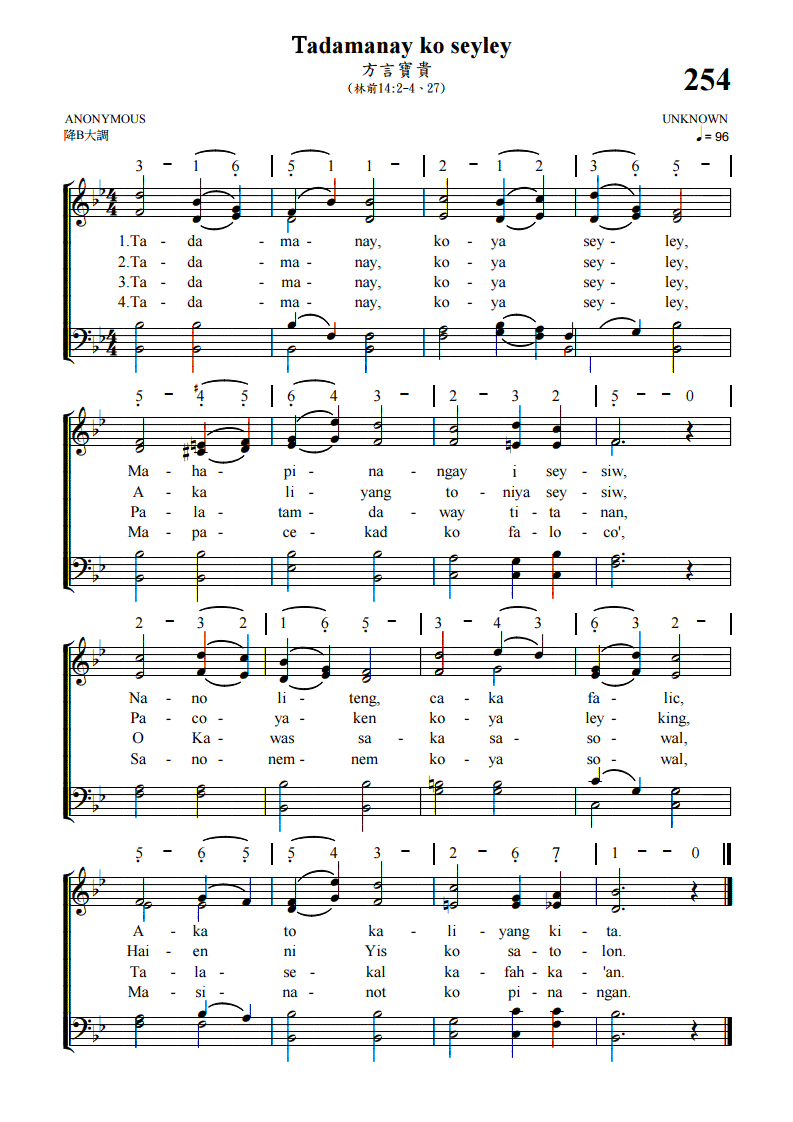 Tadamanay ko seyley
方言寶貴
(林前14:2-4、27)
254
ANONYMOUS
UNKNOWN
降B大調
♩ = 96
3 - 1 6 | 5 1 1 - | 2 - 1 2 | 3 6 5 - |
1.Ta - da - ma - nay, ko - ya sey - ley,
2.Ta - da - ma - nay, ko - ya sey - ley,
3.Ta - da - ma - nay, ko - ya sey - ley,
4.Ta - da - ma - nay, ko - ya sey - ley,
5 - #4 5 | 6 4 3 - | 2 - 3 2 | 5 - - 0 |
Ma - ha - pi - na - ngay i sey - siw,
A - ka li - yang to - niya sey - siw,
Pa - la - tam - da - way ti - ta - nan,
Ma - pa - ce - kad ko fa - lo - co',
2 - 3 2 | 1 6 5 - | 3 - 4 3 | 6 3 2 - |
Na - no li - teng, ca - ka fa - lic,
Pa - co - ya - ken ko - ya ley - king,
O Ka - was sa - ka sa - so - wal,
Sa - no - nem - nem ko - ya so - wal,
5 - 6 5 | 5 4 3 - | 2 - 6 7 | 1 - - 0 ||
A - ka to ka - li - yang ki - ta.
Hai - en ni Yis ko sa - to - lon.
Ta - la - se - kal ka - fah - ka - 'an.
Ma - si - na - not ko pi - na - ngan.